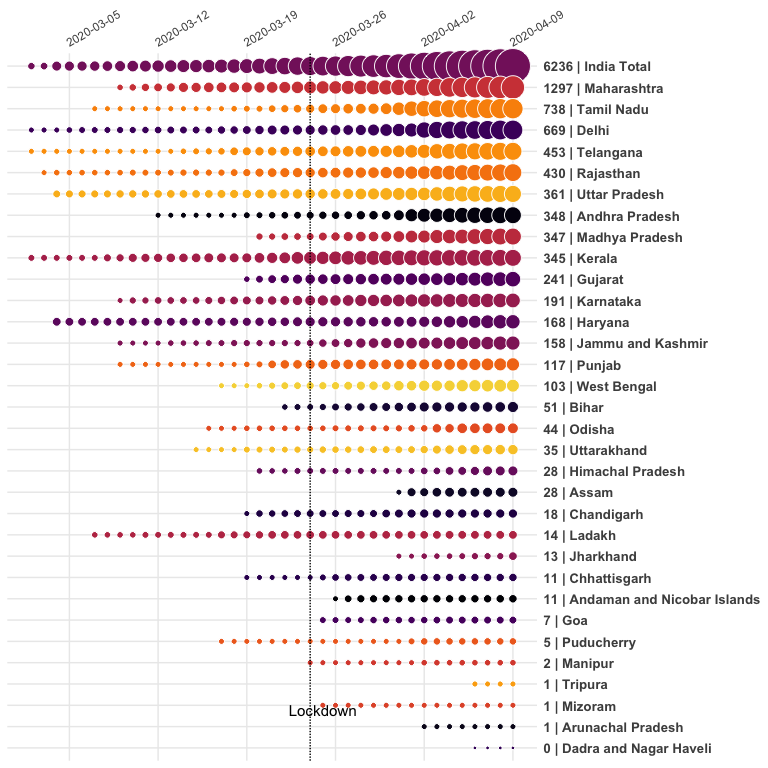 2020-03-05
2020-03-12
2020-03-19
2020-03-26
2020-04-02
2020-04-09
6236 | India Total
1297 | Maharashtra
738 | Tamil Nadu
669 | Delhi
453 | Telangana
430 | Rajasthan
361 | Uttar Pradesh
348 | Andhra Pradesh
347 | Madhya Pradesh
345 | Kerala
241 | Gujarat
191 | Karnataka
168 | Haryana
158 | Jammu and Kashmir
117 | Punjab
103 | West Bengal
51 | Bihar
44 | Odisha
35 | Uttarakhand
28 | Himachal Pradesh
28 | Assam
18 | Chandigarh
14 | Ladakh
13 | Jharkhand
11 | Chhattisgarh
11 | Andaman and Nicobar Islands
7 | Goa
5 | Puducherry
2 | Manipur
1 | Tripura
1 | Mizoram
Lockdown
1 | Arunachal Pradesh
0 | Dadra and Nagar Haveli